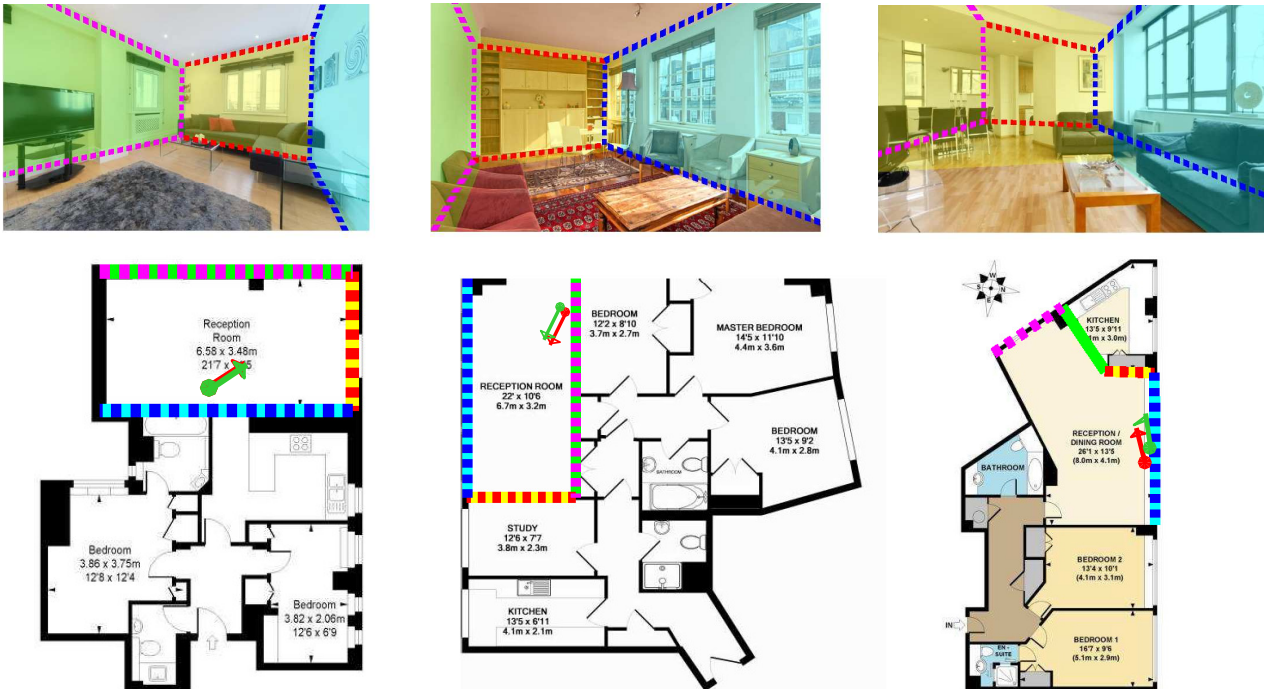 Reception
Room
6.58 x 3.48m
21'7 x
Bedroom
3.86 x 3.75m
12'8 x 12'4
Bedroom
3.82 x 2.06m
12'6 x 6'9
BEDROOM
12'2 x 8'10
3.7m x 2.7m
MASTER BEDROOM
14'5 x 11'10
4.4m x 3.6m
RECEPTION ROOM
22' x 10'6
6.7m x 3.2m
BEDROOM
13'5 x 9'2
4.1m x 2.8m
BATHROOM
STUDY
12'6 x 7'7
3.8m x 2.3m
KITCHEN
13'5 x 6'11
4.1m x 2.1m
W
S
N
E
KITCHEN
13'5 x 9'11
1m x 3.0m)
RECEPTION /
DINING ROOM
26'1 x 13'5
(8.0m x 4.1m)
BATHROOM
BEDROOM 2
13'4 x 10'1
(4.1m x 3.1m)
IN
BEDROOM 1
16'7 x 9'6
(5.1m x 2.9m)
EN -
SUITE